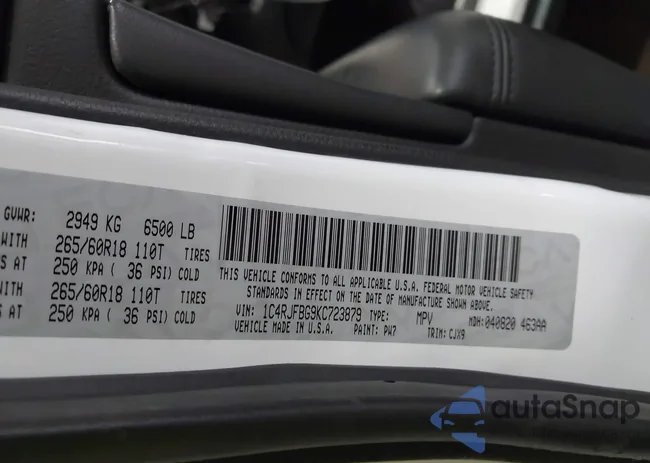 GVWR: 2949 KG 6500 LB
WITH 265/60R18 110T TIRES
S AT 250 KPA ( 36 PSI) COLD
WITH 265/60R18 110T TIRES
S AT 250 KPA ( 36 PSI) COLD
THIS VEHICLE CONFORMS TO ALL APPLICABLE U.S.A. FEDERAL MOTOR VEHICLE SAFETY
STANDARDS IN EFFECT ON THE DATE OF MANUFACTURE SHOWN ABOVE.
VIN: 1C4RJFBG9KC723879 TYPE: MPV MDH: 040820 463AA
VEHICLE MADE IN U.S.A. PAINT: PW7 TRIM: CJX9
autaSnap